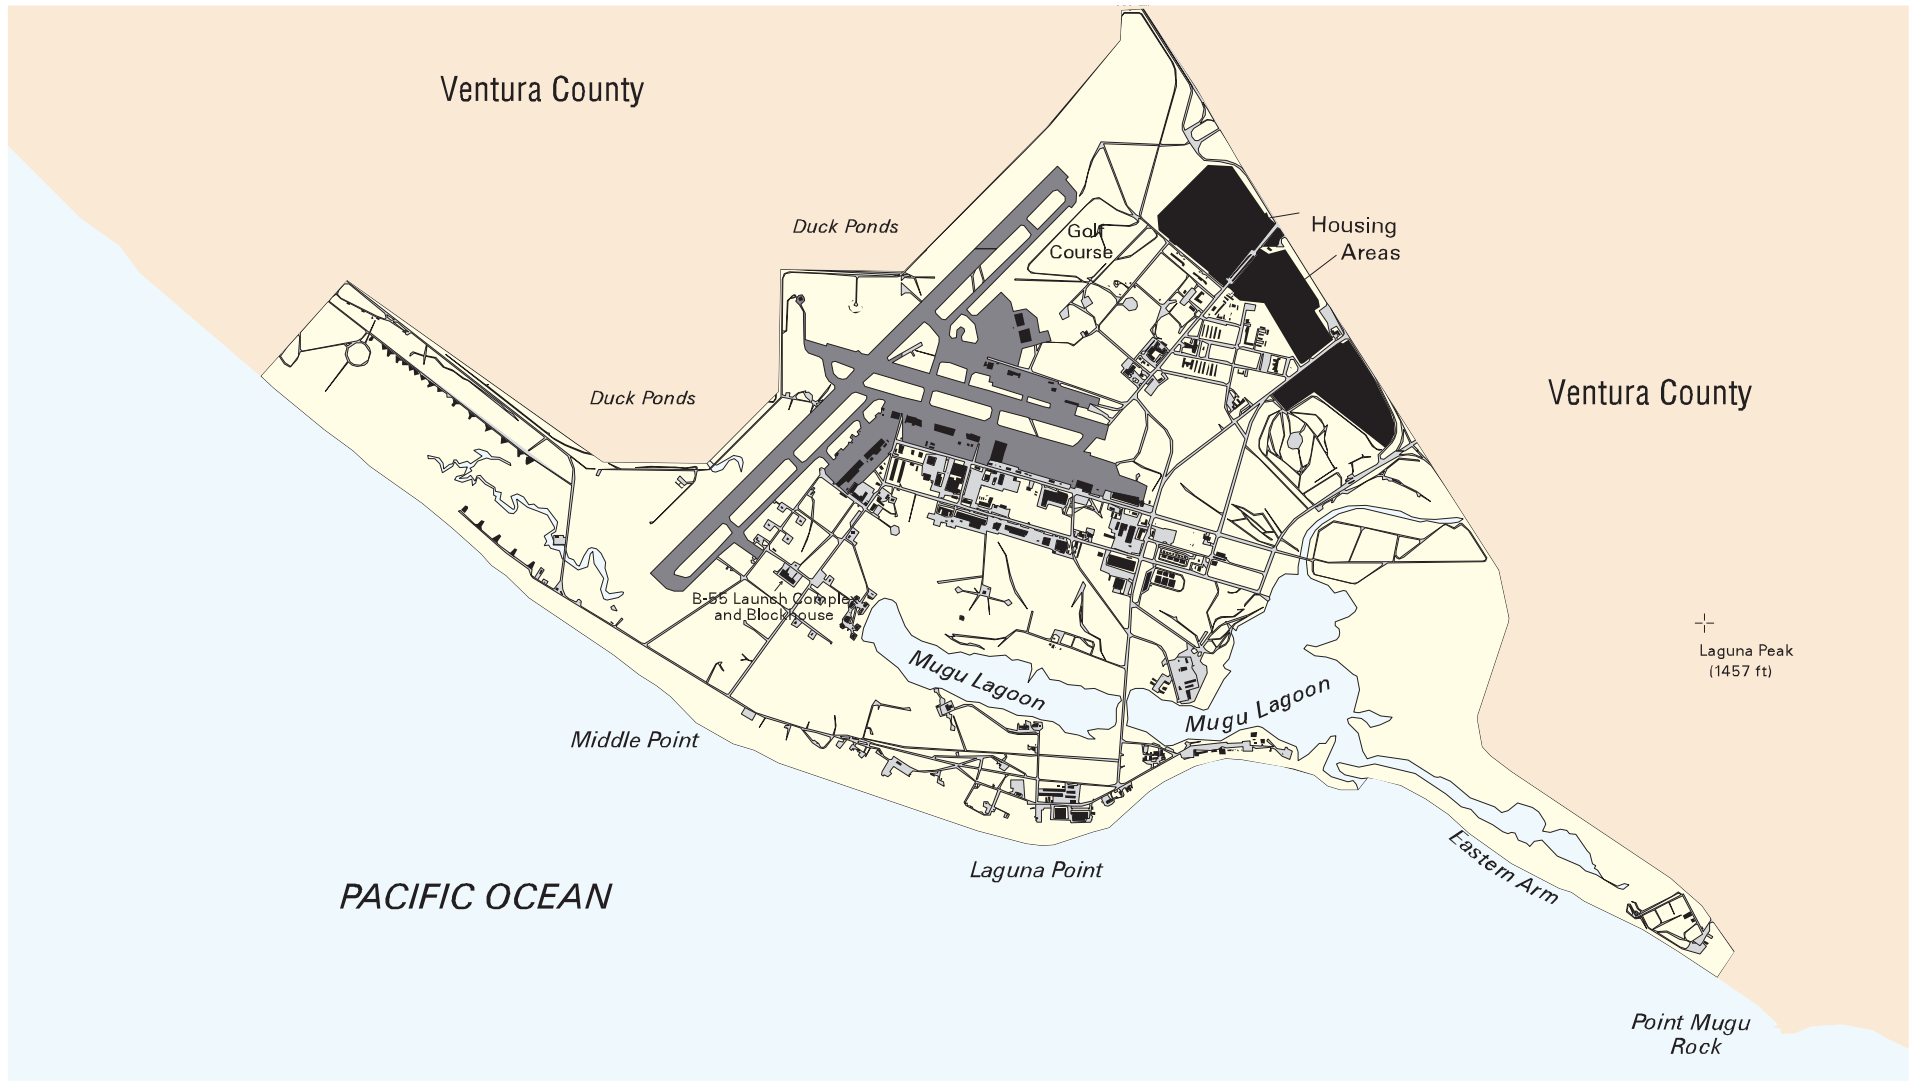 Ventura County
Duck Ponds
Golf
Course
Housing
Areas
Duck Ponds
Ventura County
B-55 Launch Complex
and Blockhouse
Laguna Peak
(1457 ft)
Mugu Lagoon
Mugu Lagoon
Middle Point
Laguna Point
Eastern Arm
PACIFIC OCEAN
Point Mugu
Rock